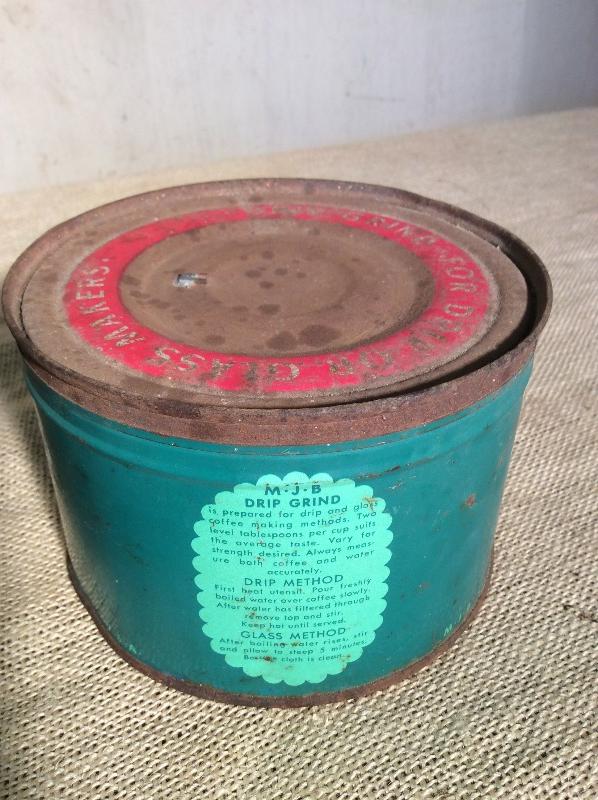 DRIP GRIND FOR DRIP OR GLASS MAKERS.
M·J·B
DRIP GRIND
is prepared for drip and glass
coffee making methods. Two
level tablespoons per cup suits
the average taste. Vary for
strength desired. Always meas-
ure both coffee and water
accurately.
DRIP METHOD
First heat utensil. Pour freshly
boiled water over coffee slowly.
After water has filtered through
remove top and stir.
Keep hot until served.
GLASS METHOD
After boiling water rises, stir
and allow to steep 5 minutes.
cloth is clean.